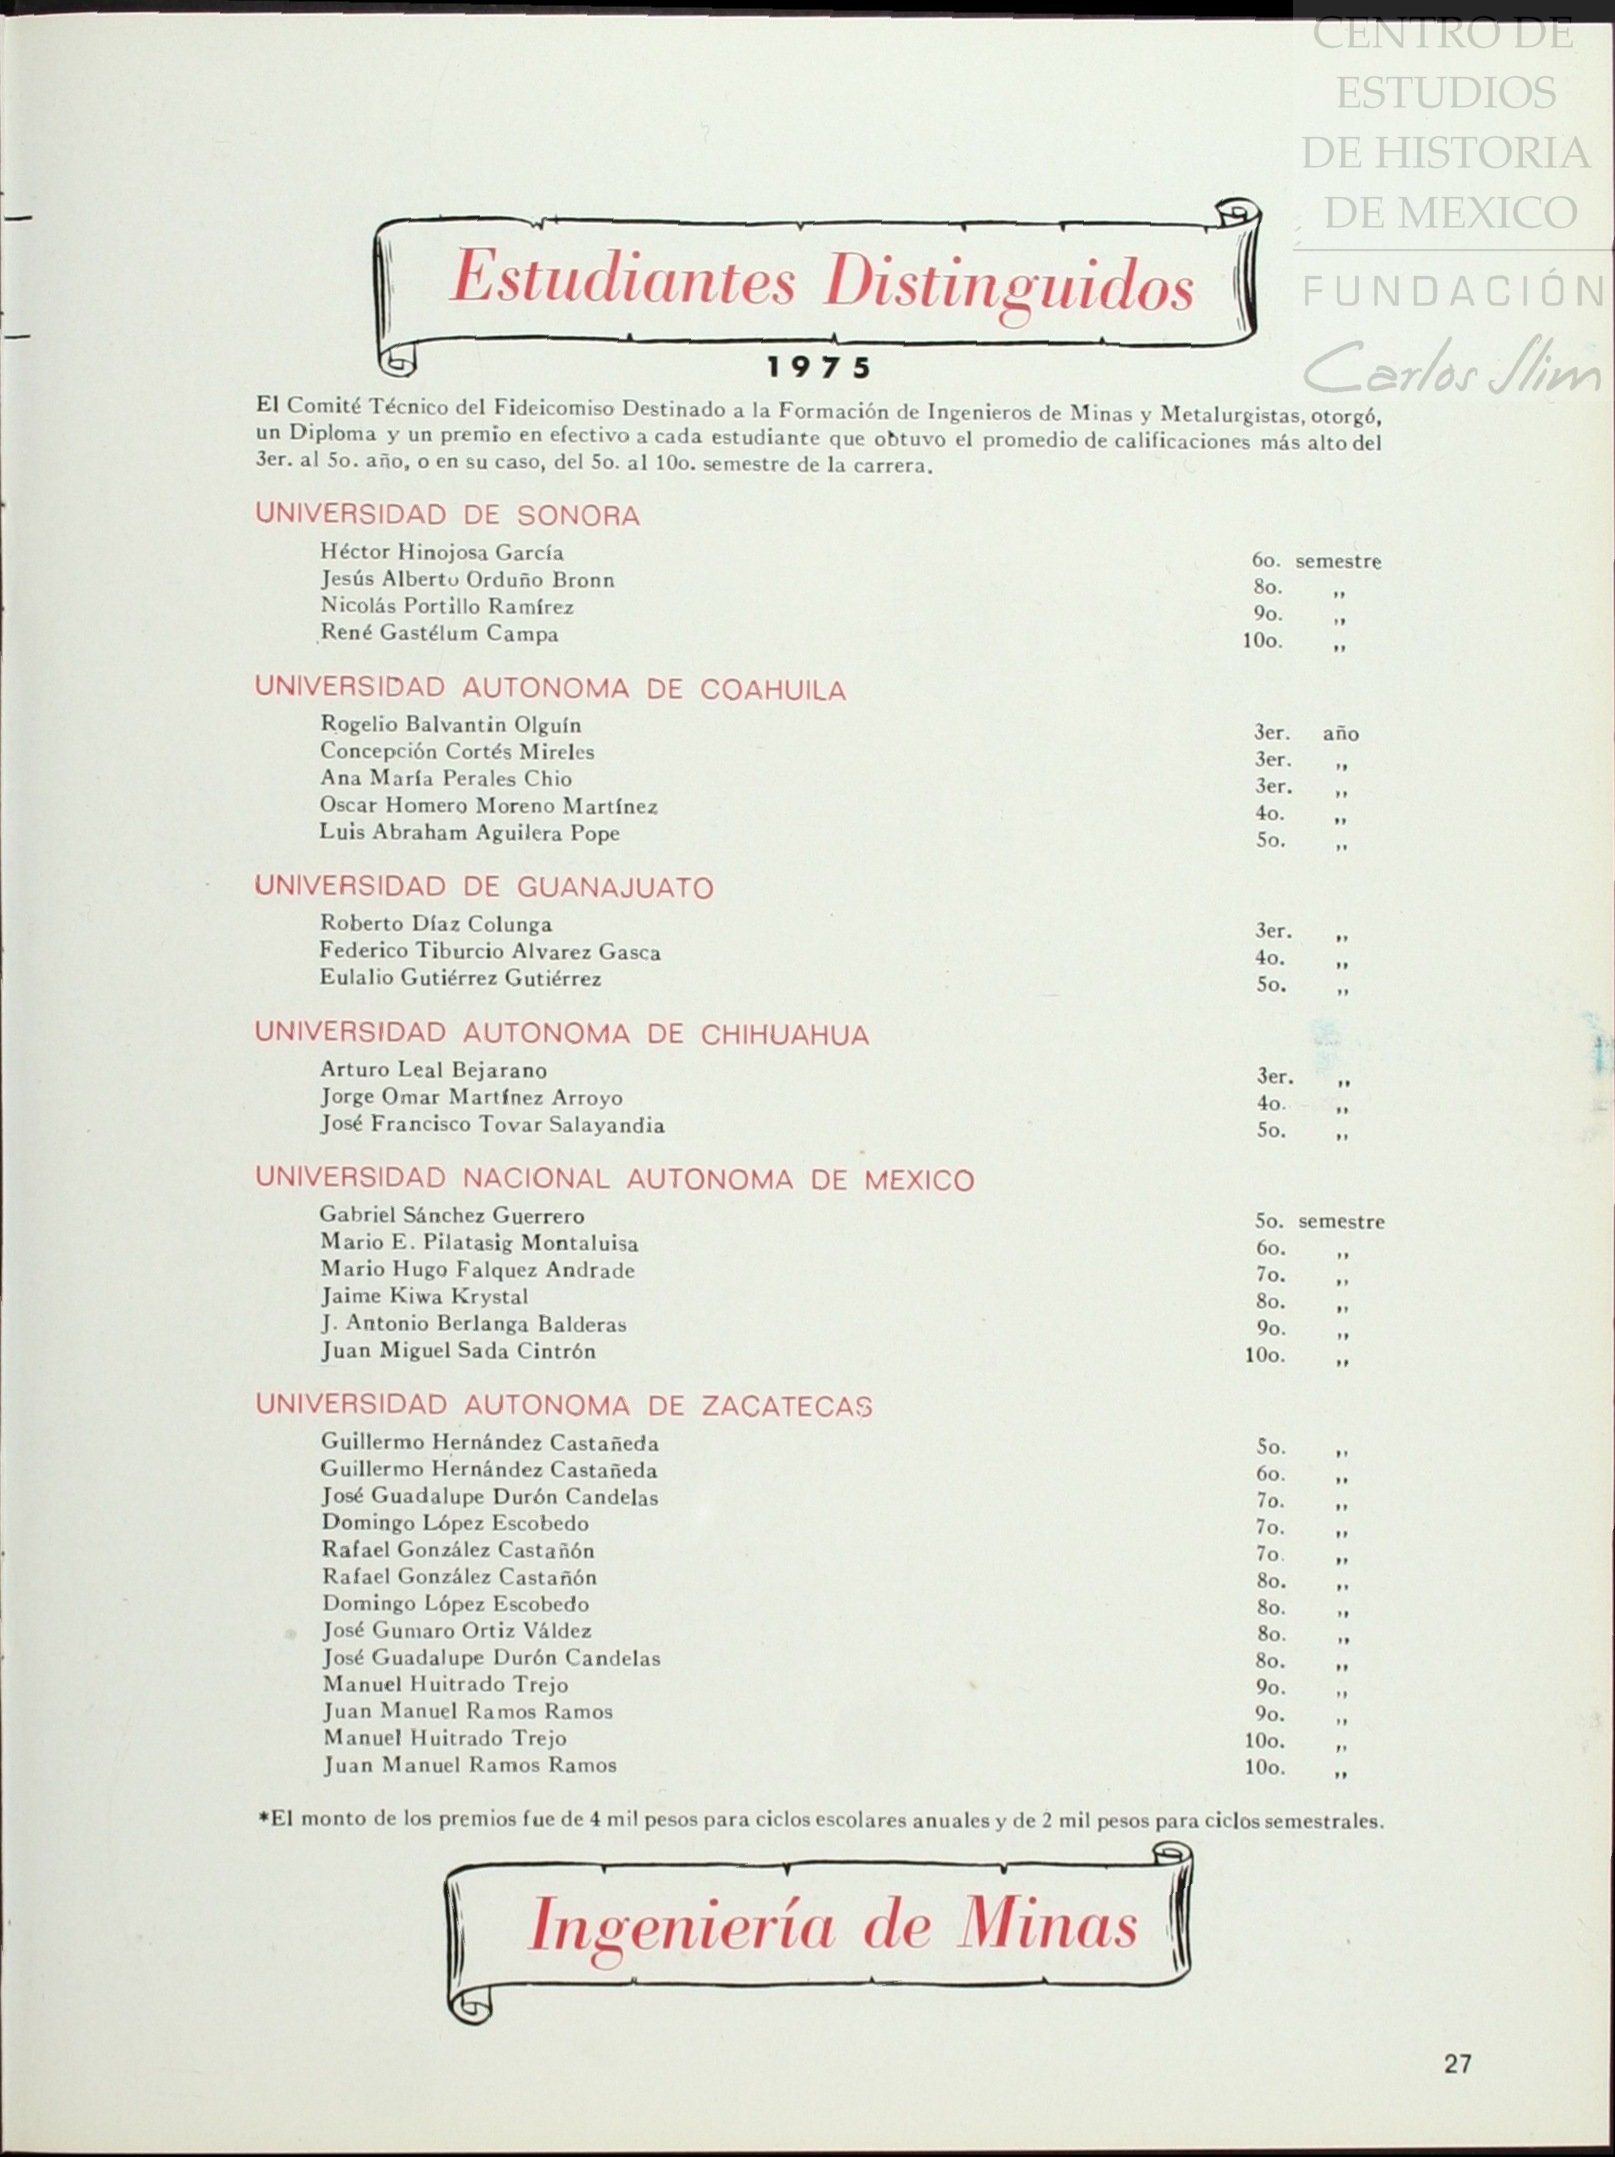 CENTRO DE
ESTUDIOS
DE HISTORIA
DE MEXICO
FUNDACIÓN
Carlos Slim
Estudiantes Distinguidos
1975
El Comité Técnico del Fideicomiso Destinado a la Formación de Ingenieros de Minas y Metalurgistas, otorgó,
un Diploma y un premio en efectivo a cada estudiante que obtuvo el promedio de calificaciones más alto del
3er. al 5o. año, o en su caso, del 5o. al 10o. semestre de la carrera.
UNIVERSIDAD DE SONORA
Héctor Hinojosa García 6o. semestre
Jesús Alberto Orduño Bronn 8o. ,,
Nicolás Portillo Ramírez 9o. ,,
René Gastélum Campa 10o. ,,
UNIVERSIDAD AUTONOMA DE COAHUILA
Rogelio Balvantin Olguín 3er. año
Concepción Cortés Mireles 3er. ,,
Ana María Perales Chio 3er. ,,
Oscar Homero Moreno Martínez 4o. ,,
Luis Abraham Aguilera Pope 5o. ,,
UNIVERSIDAD DE GUANAJUATO
Roberto Díaz Colunga 3er. ,,
Federico Tiburcio Alvarez Gasca 4o. ,,
Eulalio Gutiérrez Gutiérrez 5o. ,,
UNIVERSIDAD AUTONOMA DE CHIHUAHUA
Arturo Leal Bejarano 3er. ,,
Jorge Omar Martínez Arroyo 4o. ,,
José Francisco Tovar Salayandia 5o. ,,
UNIVERSIDAD NACIONAL AUTONOMA DE MEXICO
Gabriel Sánchez Guerrero 5o. semestre
Mario E. Pilatasig Montaluisa 6o. ,,
Mario Hugo Falquez Andrade 7o. ,,
Jaime Kiwa Krystal 8o. ,,
J. Antonio Berlanga Balderas 9o. ,,
Juan Miguel Sada Cintrón 10o. ,,
UNIVERSIDAD AUTONOMA DE ZACATECAS
Guillermo Hernández Castañeda 5o. ,,
Guillermo Hernández Castañeda 6o. ,,
José Guadalupe Durón Candelas 7o. ,,
Domingo López Escobedo 7o. ,,
Rafael González Castañón 7o. ,,
Rafael González Castañón 8o. ,,
Domingo López Escobedo 8o. ,,
José Gumaro Ortiz Váldez 8o. ,,
José Guadalupe Durón Candelas 8o. ,,
Manuel Huitrado Trejo 9o. ,,
Juan Manuel Ramos Ramos 9o. ,,
Manuel Huitrado Trejo 10o. ,,
Juan Manuel Ramos Ramos 10o. ,,
*El monto de los premios fue de 4 mil pesos para ciclos escolares anuales y de 2 mil pesos para ciclos semestrales.
Ingeniería de Minas
27